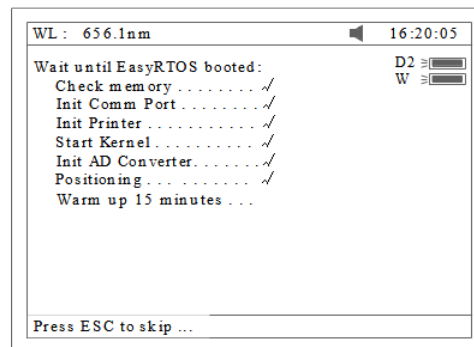 WL: 656.1nm 16:20:05
Wait until EasyRTOS booted: D2
W
Check memory . . . . . . . . √
Init Comm Port . . . . . . . . √
Init Printer . . . . . . . . . . . √
Start Kernel . . . . . . . . . . √
Init AD Converter. . . . . . . √
Positioning . . . . . . . . . . √
Warm up 15 minutes . . .
Press ESC to skip ...